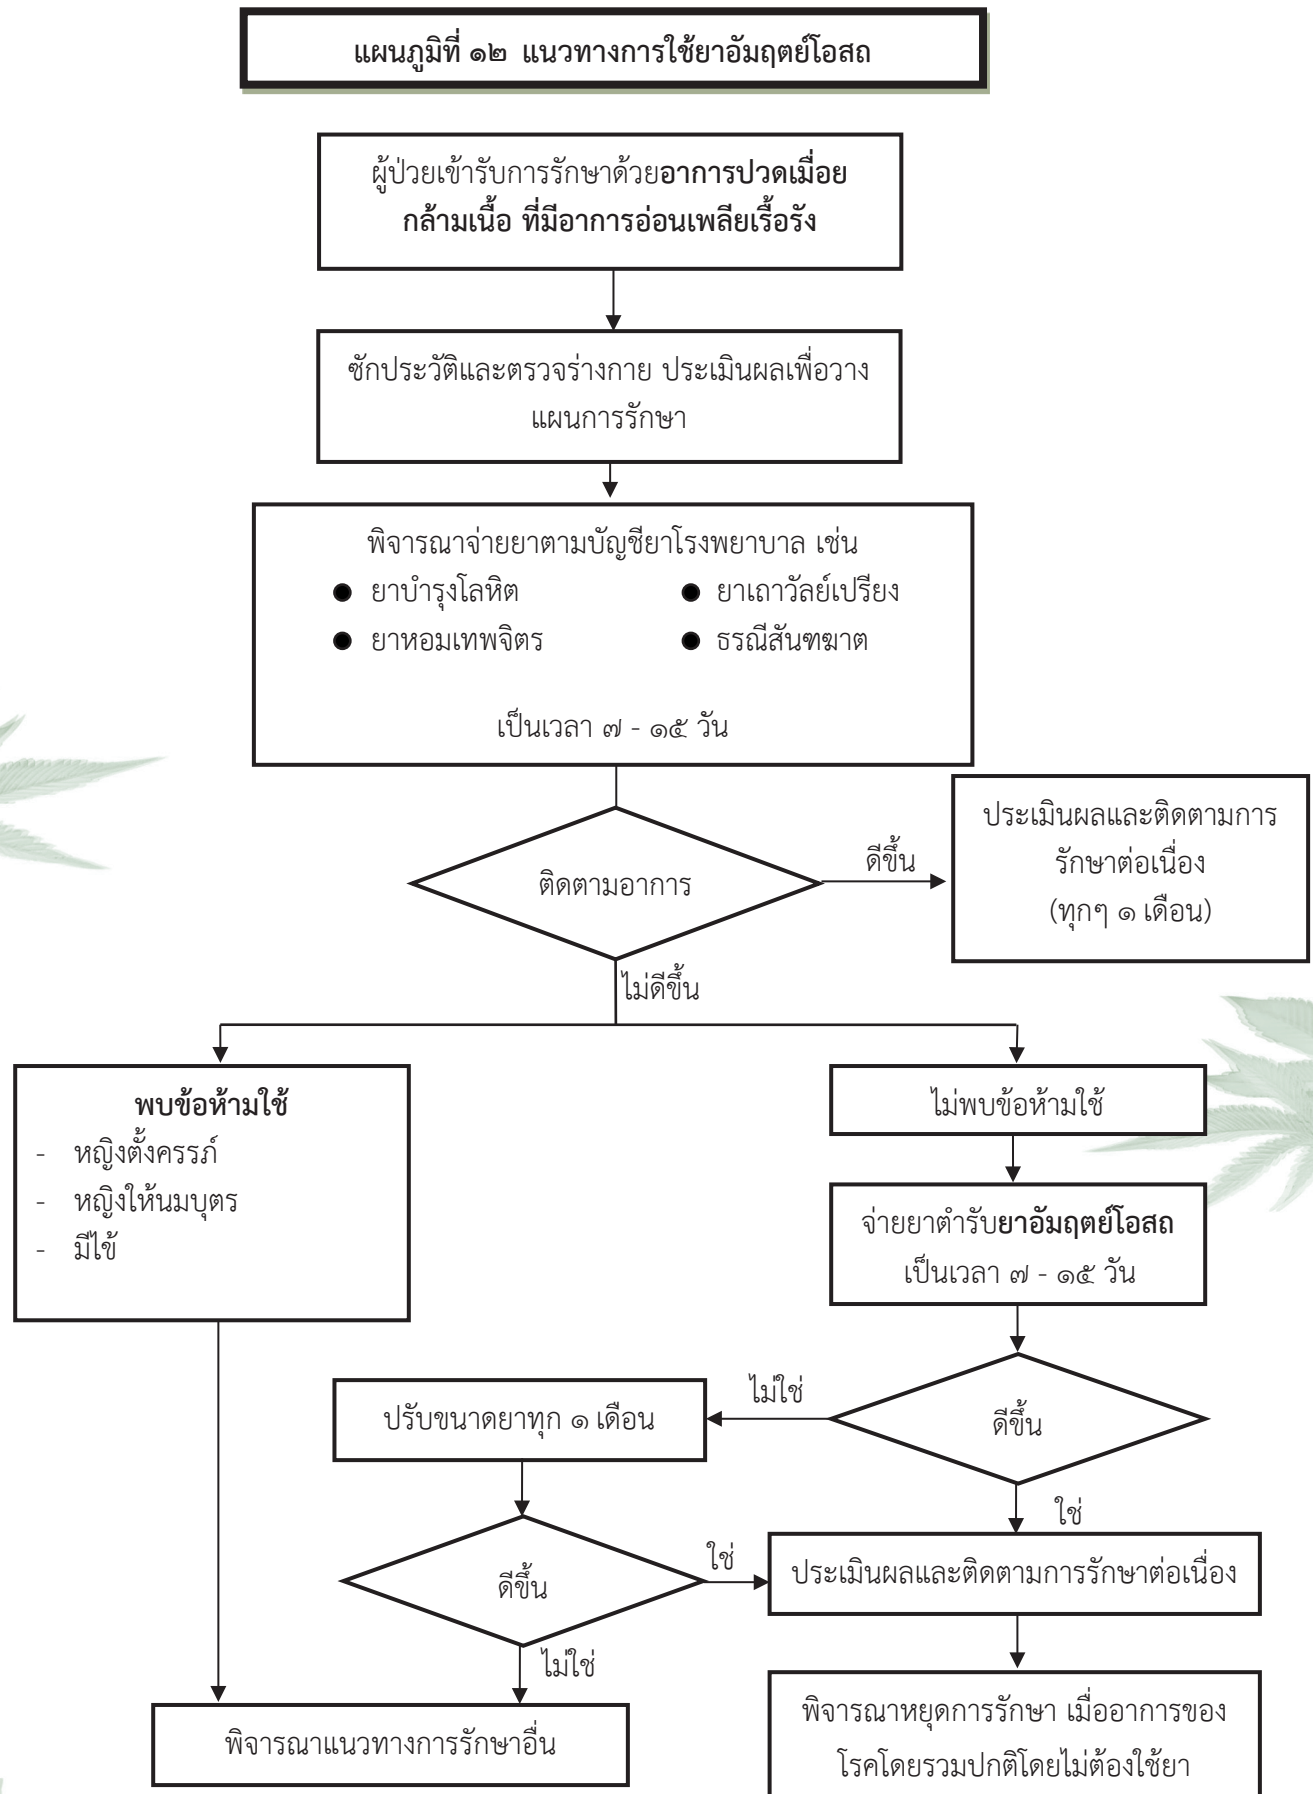 แผนภูมิที่ ๑๒ แนวทางการใช้ยาอัมฤตย์โอสถ
ผู้ป่วยเข้ารับการรักษาด้วยอาการปวดเมื่อย
กล้ามเนื้อ ที่มีอาการอ่อนเพลียเรื้อรัง
ซักประวัติและตรวจร่างกาย ประเมินผลเพื่อวาง
แผนการรักษา
พิจารณาจ่ายยาตามบัญชียาโรงพยาบาล เช่น
● ยาบำรุงโลหิต ● ยาเถาวัลย์เปรียง
● ยาหอมเทพจิตร ● ธรณีสันฑฆาต
เป็นเวลา ๗ - ๑๕ วัน
ติดตามอาการ
ดีขึ้น
ประเมินผลและติดตามการ
รักษาต่อเนื่อง
(ทุกๆ ๑ เดือน)
ไม่ดีขึ้น
พบข้อห้ามใช้
- หญิงตั้งครรภ์
- หญิงให้นมบุตร
- มีไข้
ไม่พบข้อห้ามใช้
จ่ายยาตำรับยาอัมฤตย์โอสถ
เป็นเวลา ๗ - ๑๕ วัน
ดีขึ้น
ไม่ใช่
ปรับขนาดยาทุก ๑ เดือน
ใช่
ดีขึ้น
ใช่
ประเมินผลและติดตามการรักษาต่อเนื่อง
ไม่ใช่
พิจารณาแนวทางการรักษาอื่น
พิจารณาหยุดการรักษา เมื่ออาการของ
โรคโดยรวมปกติโดยไม่ต้องใช้ยา